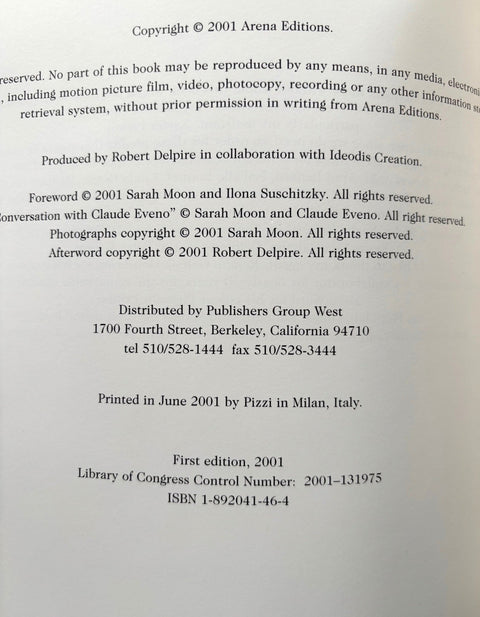 Copyright © 2001 Arena Editions.
reserved. No part of this book may be reproduced by any means, in any media, electroni
, including motion picture film, video, photocopy, recording or any other information sto
retrieval system, without prior permission in writing from Arena Editions.
Produced by Robert Delpire in collaboration with Ideodis Creation.
Foreword © 2001 Sarah Moon and Ilona Suschitzky. All rights reserved.
onversation with Claude Eveno” © Sarah Moon and Claude Eveno. All right reserved.
Photographs copyright © 2001 Sarah Moon. All rights reserved.
Afterword copyright © 2001 Robert Delpire. All rights reserved.
Distributed by Publishers Group West
1700 Fourth Street, Berkeley, California 94710
tel 510/528-1444 fax 510/528-3444
Printed in June 2001 by Pizzi in Milan, Italy.
First edition, 2001
Library of Congress Control Number: 2001–131975
ISBN 1-892041-46-4